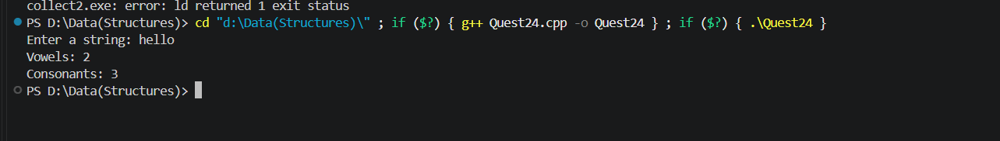 collect2.exe: error: ld returned 1 exit status
PS D:\Data(Structures)> cd "d:\Data(Structures)\" ; if ($?) { g++ Quest24.cpp -o Quest24 } ; if ($?) { .\Quest24 }
Enter a string: hello
Vowels: 2
Consonants: 3
PS D:\Data(Structures)>